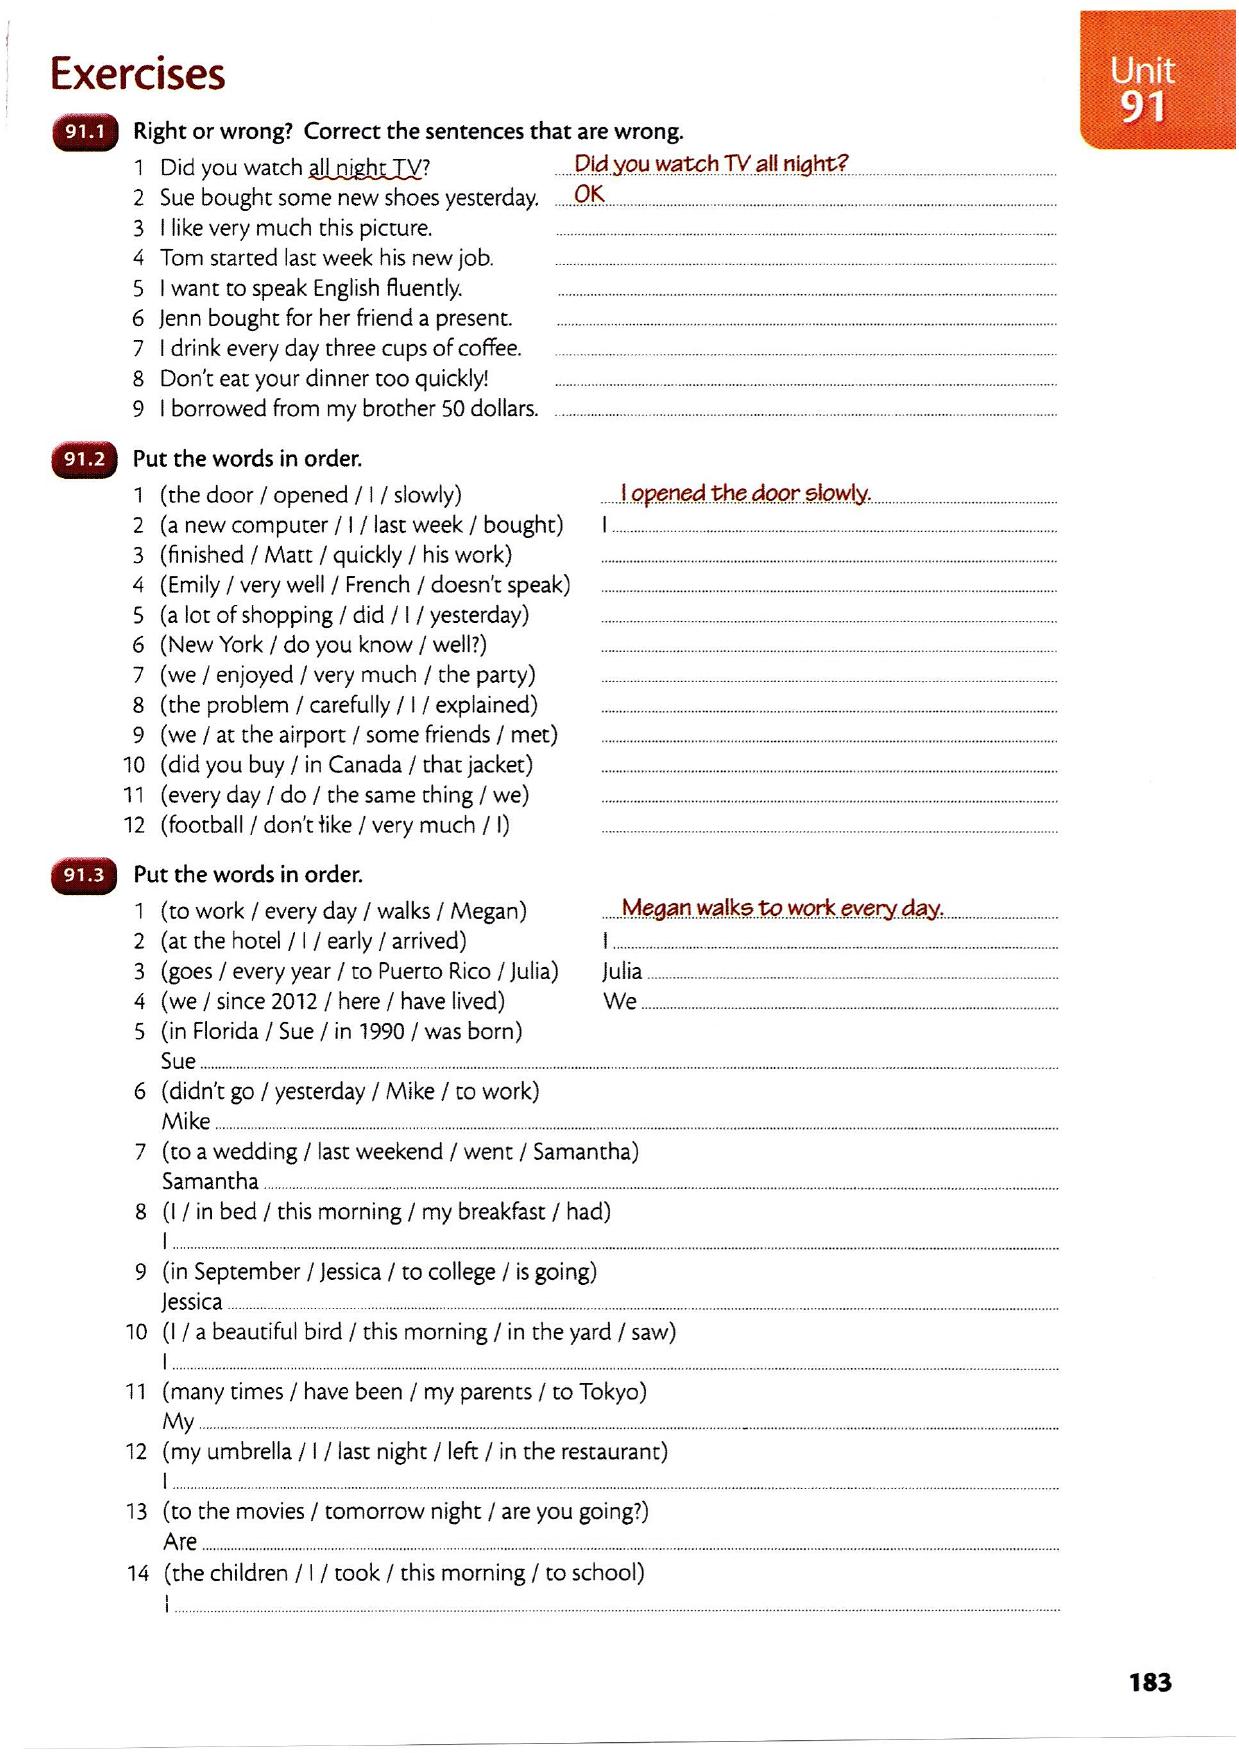 Exercises
Unit
91
91.1 Right or wrong? Correct the sentences that are wrong.
1 Did you watch all night TV? Did you watch TV all night?
2 Sue bought some new shoes yesterday. OK
3 I like very much this picture.
4 Tom started last week his new job.
5 I want to speak English fluently.
6 Jenn bought for her friend a present.
7 I drink every day three cups of coffee.
8 Don't eat your dinner too quickly!
9 I borrowed from my brother 50 dollars.
91.2 Put the words in order.
1 (the door / opened / I / slowly) I opened the door slowly.
2 (a new computer / I / last week / bought) I
3 (finished / Matt / quickly / his work)
4 (Emily / very well / French / doesn't speak)
5 (a lot of shopping / did / I / yesterday)
6 (New York / do you know / well?)
7 (we / enjoyed / very much / the party)
8 (the problem / carefully / I / explained)
9 (we / at the airport / some friends / met)
10 (did you buy / in Canada / that jacket)
11 (every day / do / the same thing / we)
12 (football / don't like / very much / I)
91.3 Put the words in order.
1 (to work / every day / walks / Megan) Megan walks to work every day.
2 (at the hotel / I / early / arrived) I
3 (goes / every year / to Puerto Rico / Julia) Julia
4 (we / since 2012 / here / have lived) We
5 (in Florida / Sue / in 1990 / was born)
Sue
6 (didn't go / yesterday / Mike / to work)
Mike
7 (to a wedding / last weekend / went / Samantha)
Samantha
8 (I / in bed / this morning / my breakfast / had)
I
9 (in September / Jessica / to college / is going)
Jessica
10 (I / a beautiful bird / this morning / in the yard / saw)
I
11 (many times / have been / my parents / to Tokyo)
My
12 (my umbrella / I / last night / left / in the restaurant)
I
13 (to the movies / tomorrow night / are you going?)
Are
14 (the children / I / took / this morning / to school)
I
183